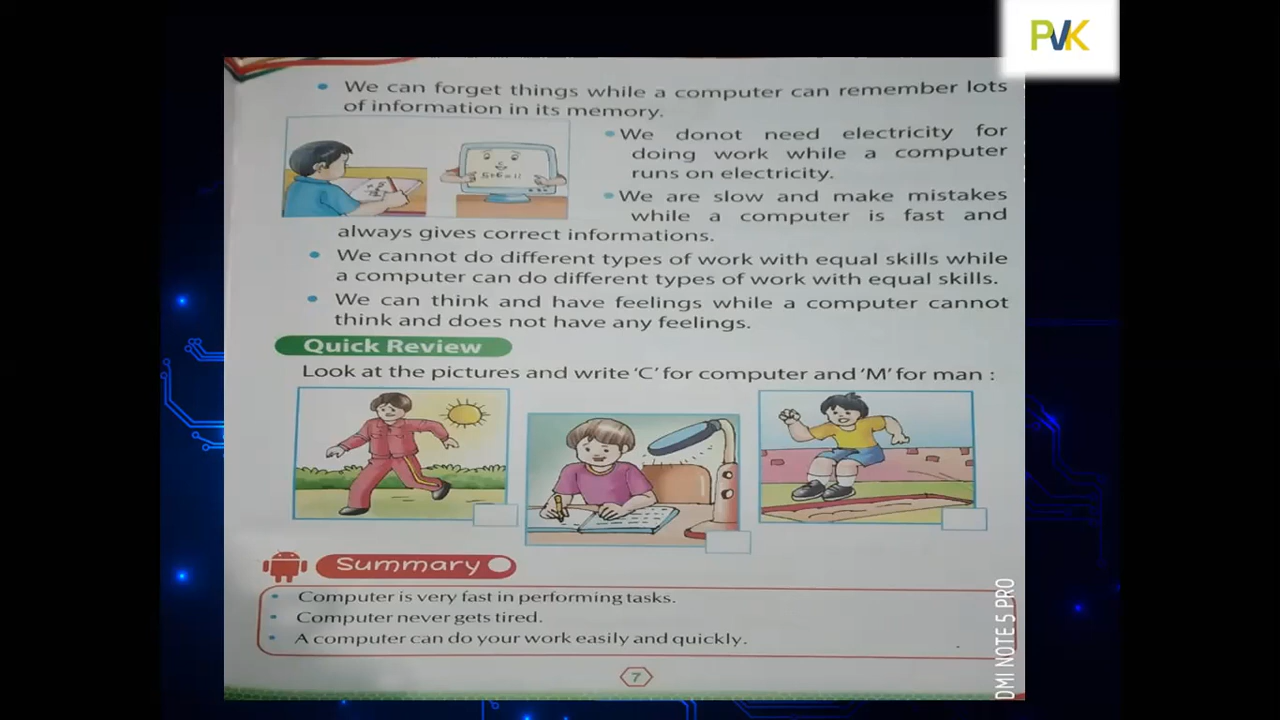 PVK
We can forget things while a computer can remember lots
of information in its memory.
5+6=11
We donot need electricity for
doing work while a computer
runs on electricity.
We are slow and make mistakes
while a computer is fast and
always gives correct informations.
We cannot do different types of work with equal skills while
a computer can do different types of work with equal skills.
We can think and have feelings while a computer cannot
think and does not have any feelings.
Quick Review
Look at the pictures and write ‘C’ for computer and ‘M’ for man :
Summary
Computer is very fast in performing tasks.
Computer never gets tired.
A computer can do your work easily and quickly.
7
DMI NOTE 5 PRO